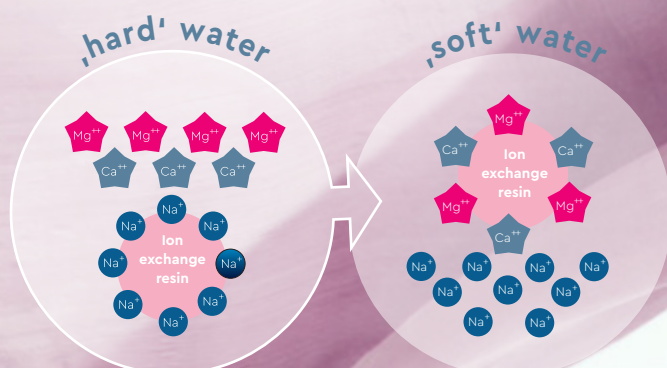 ‚hard‘ water
Mg++ Mg++ Mg++ Mg++
Ca++ Ca++ Ca++
Na+
Na+ Na+
Ion
exchange
resin
Na+ Na+
Na+ Na+
Na+
‚soft‘ water
Mg++
Ca++ Ca++
Ion
exchange
resin
Mg++ Mg++
Ca++
Na+ Na+ Na+ Na+
Na+ Na+ Na+
Na+ Na+